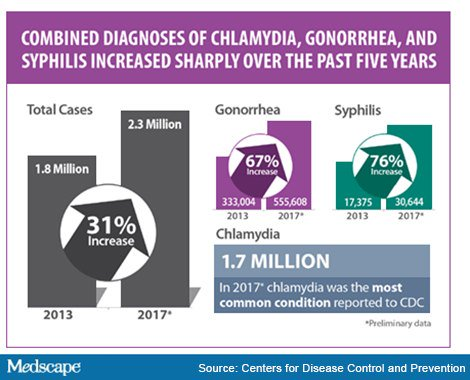 COMBINED DIAGNOSES OF CHLAMYDIA, GONORRHEA, AND
SYPHILIS INCREASED SHARPLY OVER THE PAST FIVE YEARS
Total Cases
2.3 Million
1.8 Million
31%
Increase
2013
2017*
Gonorrhea
67%
Increase
333,004
555,608
2013
2017*
Syphilis
76%
Increase
17,375
30,644
2013
2017*
Chlamydia
1.7 MILLION
In 2017* chlamydia was the most
common condition reported to CDC
*Preliminary data
Medscape
Source: Centers for Disease Control and Prevention